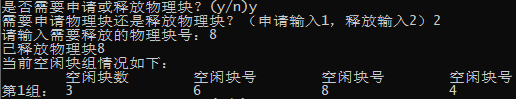 是否需要申请或释放物理块？(y/n)y
需要申请物理块还是释放物理块？（申请输入1，释放输入2）2
请输入需要释放的物理块号：8
已释放物理块8
当前空闲块组情况如下：
空闲块数 空闲块号 空闲块号 空闲块号
第1组： 3 6 8 4